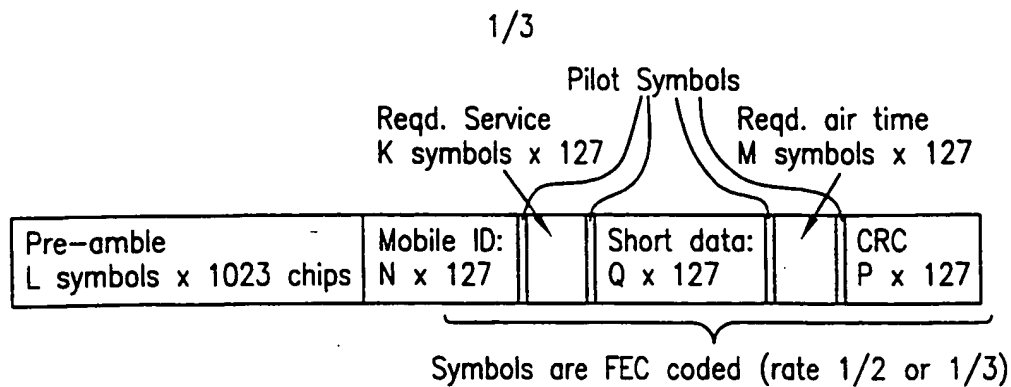 1/3
Pilot Symbols
Reqd. Service
K symbols x 127
Reqd. air time
M symbols x 127
Pre-amble
L symbols x 1023 chips
Mobile ID:
N x 127
Short data:
Q x 127
CRC
P x 127
Symbols are FEC coded (rate 1/2 or 1/3)